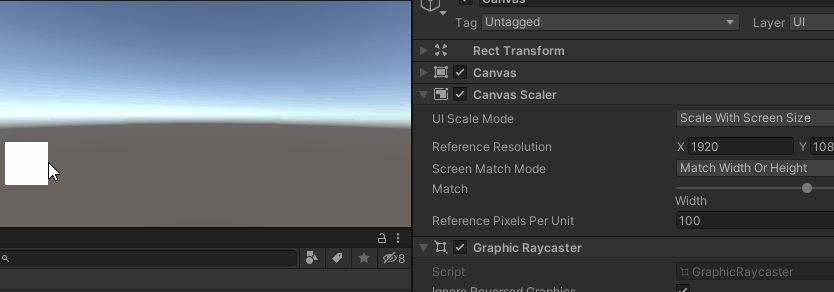 Canvas
Tag Untagged Layer UI
Rect Transform
Canvas
Canvas Scaler
UI Scale Mode Scale With Screen Size
Reference Resolution X 1920 Y 108
Screen Match Mode Match Width Or Height
Match
Width
Reference Pixels Per Unit 100
8
Graphic Raycaster
Script GraphicRaycaster
Ignore Reversed Graphics